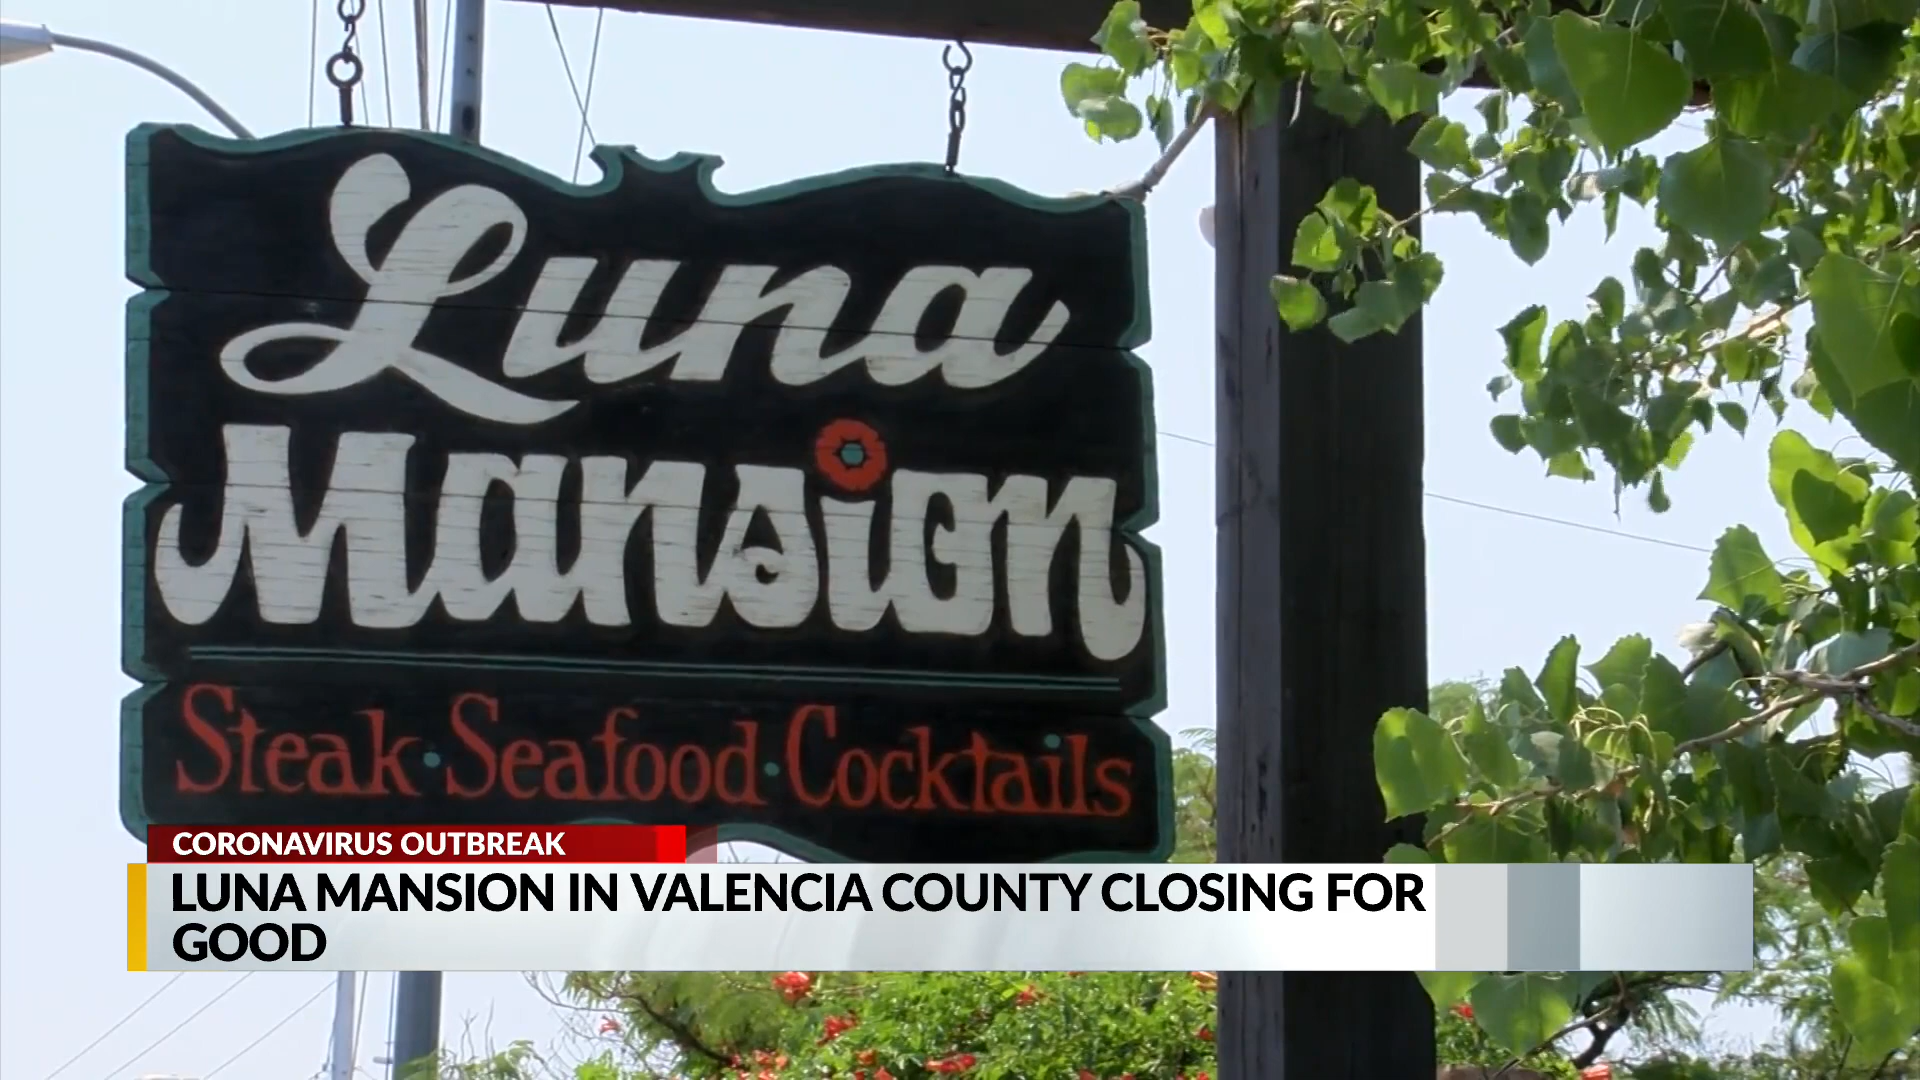 Luna
Mansion
Steak·Seafood·Cocktails
CORONAVIRUS OUTBREAK
LUNA MANSION IN VALENCIA COUNTY CLOSING FOR
GOOD